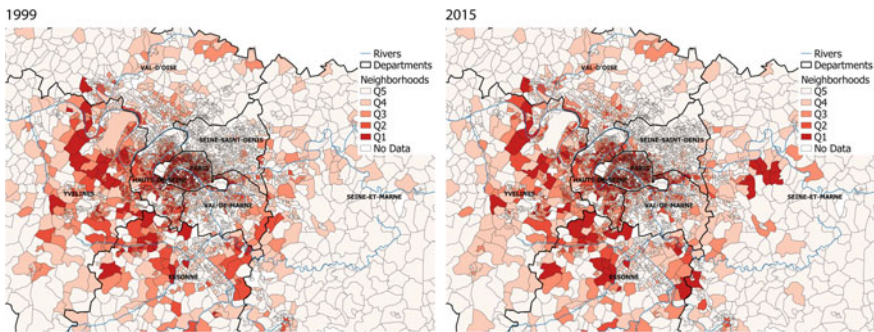 1999
VAL-D'OISE
Rivers
Departments
Neighborhoods
Q5
Q4
Q3
Q2
Q1
No Data
SEINE-SAINT-DENIS
PARIS
HAUTS-DE-SEINE
YVELINES
VAL-DE-MARNE
SEINE-ET-MARNE
ESSONNE
2015
VAL-D'OISE
Rivers
Departments
Neighborhoods
Q5
Q4
Q3
Q2
Q1
No Data
SEINE-SAINT-DENIS
PARIS
HAUTS-DE-SEINE
YVELINES
VAL-DE-MARNE
SEINE-ET-MARNE
ESSONNE